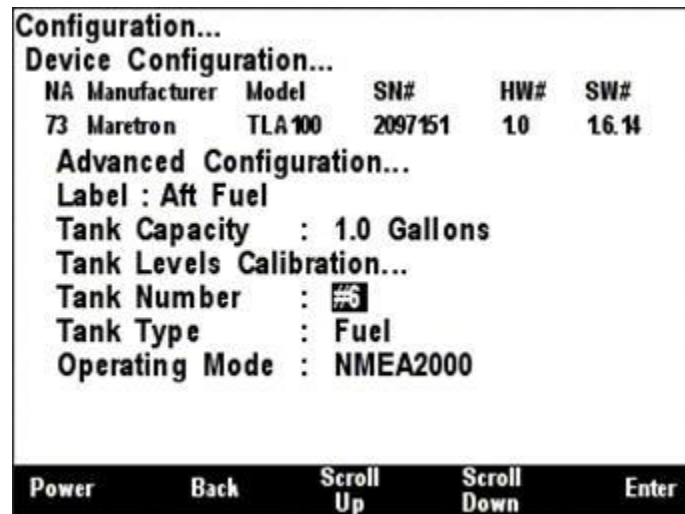 Configuration...
Device Configuration...
NA Manufacturer Model SN# HW# SW#
73 Maretron TLA100 2097151 1.0 1.6.14
Advanced Configuration...
Label : Aft Fuel
Tank Capacity : 1.0 Gallons
Tank Levels Calibration...
Tank Number : #6
Tank Type : Fuel
Operating Mode : NMEA2000
Power Back Scroll Up Scroll Down Enter